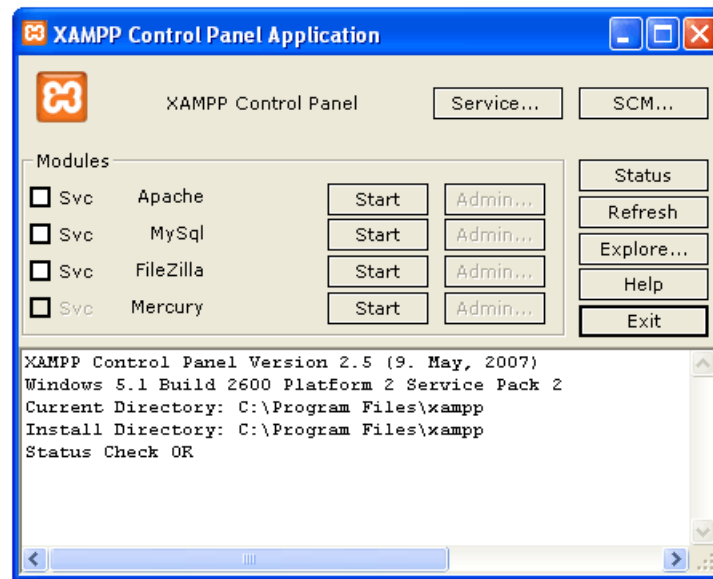 XAMPP Control Panel Application
XAMPP Control Panel
Service...
SCM...
Modules
Svc Apache Start Admin...
Svc MySql Start Admin...
Svc FileZilla Start Admin...
Svc Mercury Start Admin...
Status
Refresh
Explore...
Help
Exit
XAMPP Control Panel Version 2.5 (9. May, 2007)
Windows 5.1 Build 2600 Platform 2 Service Pack 2
Current Directory: C:\Program Files\xampp
Install Directory: C:\Program Files\xampp
Status Check OK